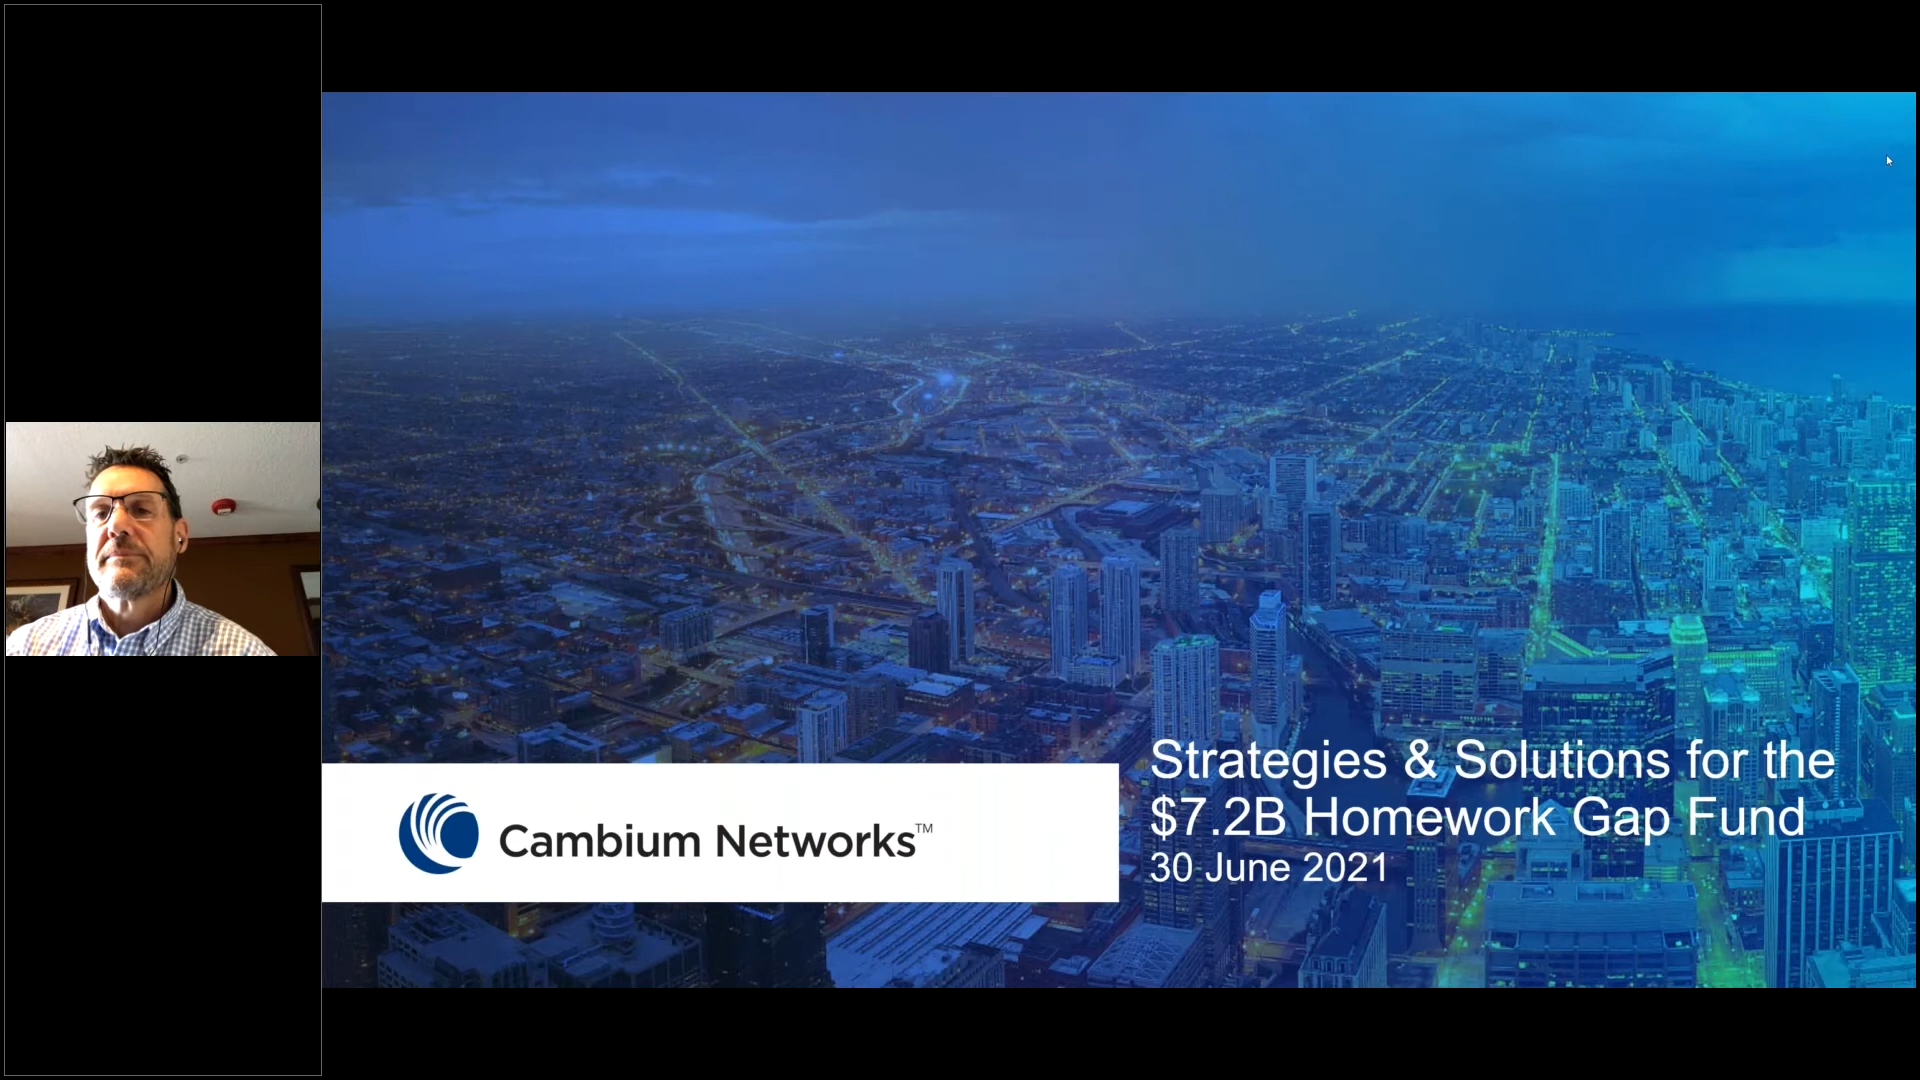 Cambium Networks™
Strategies & Solutions for the
$7.2B Homework Gap Fund
30 June 2021